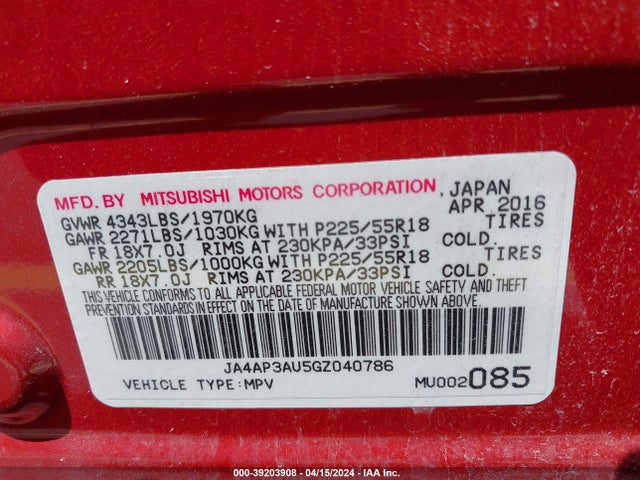 MFD. BY MITSUBISHI MOTORS CORPORATION, JAPAN
GVWR 4343LBS/1970KG APR 2016
GAWR 2271LBS/1030KG WITH P225/55R18 TIRES
FR 18X7.0J RIMS AT 230KPA/33PSI COLD.
GAWR 2205LBS/1000KG WITH P225/55R18 TIRES
RR 18X7.0J RIMS AT 230KPA/33PSI COLD.
THIS VEHICLE CONFORMS TO ALL APPLICABLE FEDERAL MOTOR VEHICLE SAFETY AND THEFT
PREVENTION STANDARDS IN EFFECT ON THE DATE OF MANUFACTURE SHOWN ABOVE.
JA4AP3AU5GZ040786
VEHICLE TYPE:MPV MU002085
000-39203908 - 04/15/2024 - IAA Inc.